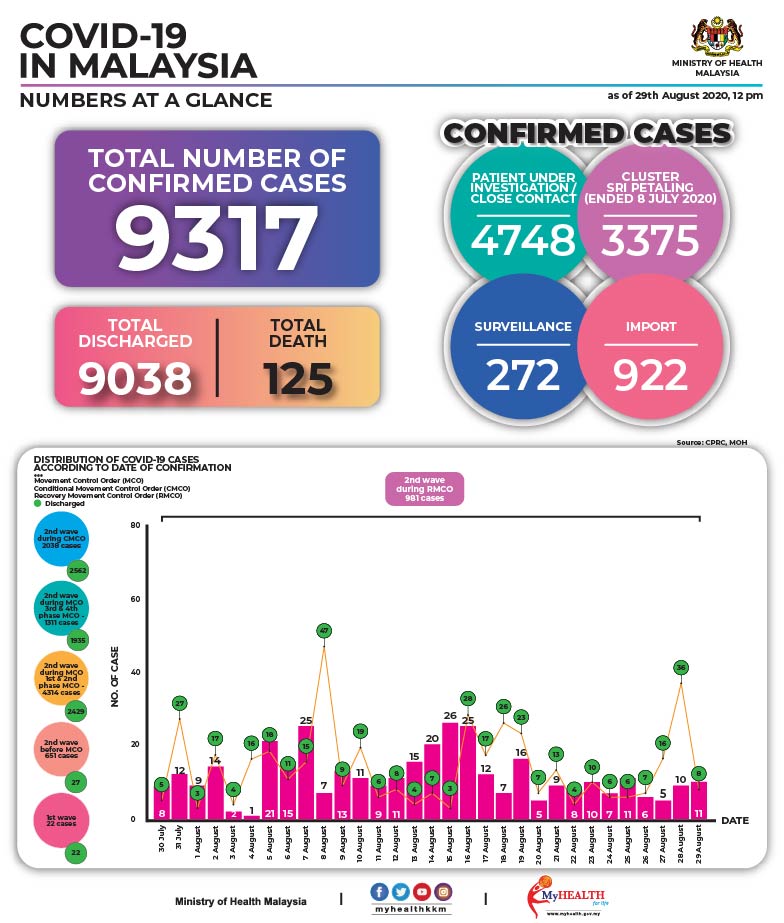 COVID-19
IN MALAYSIA
NUMBERS AT A GLANCE
MINISTRY OF HEALTH
MALAYSIA
as of 29th August 2020, 12 pm
TOTAL NUMBER OF
CONFIRMED CASES
9317
TOTAL
DISCHARGED
9038
TOTAL
DEATH
125
CONFIRMED CASES
PATIENT UNDER
INVESTIGATION /
CLOSE CONTACT
4748
CLUSTER
SRI PETALING
(ENDED 8 JULY 2020)
3375
SURVEILLANCE
272
IMPORT
922
Source: CPRC, MOH
DISTRIBUTION OF COVID-19 CASES
ACCORDING TO DATE OF CONFIRMATION
***
Movement Control Order (MCO)
Conditional Movement Control Order (CMCO)
Recovery Movement Control Order (RMCO)
Discharged
2nd wave
during RMCO
981 cases
2nd wave
during CMCO
2038 cases
2562
2nd wave
during MCO
3rd & 4th
phase MCO -
1311 cases
1935
2nd wave
during MCO
1st & 2nd
phase MCO -
4314 cases
2429
2nd wave
before MCO
651 cases
27
1st wave
22 cases
22
NO. OF CASE
80
60
40
20
0
5 27 3 17 4 16 18 11 15 47 9 19 6 8 4 7 3 28 17 26 23 7 13 4 10 6 6 7 16 36 8
8 12 9 14 2 1 21 15 25 7 13 11 9 11 15 20 26 25 12 7 16 5 9 8 10 7 11 6 5 10 11
30 July
31 July
1 August
2 August
3 August
4 August
5 August
6 August
7 August
8 August
9 August
10 August
11 August
12 August
13 August
14 August
15 August
16 August
17 August
18 August
19 August
20 August
21 August
22 August
23 August
24 August
25 August
26 August
27 August
28 August
29 August
DATE
Ministry of Health Malaysia
myhealthkkm
MyHEALTH
for life
www.myhealth.gov.my